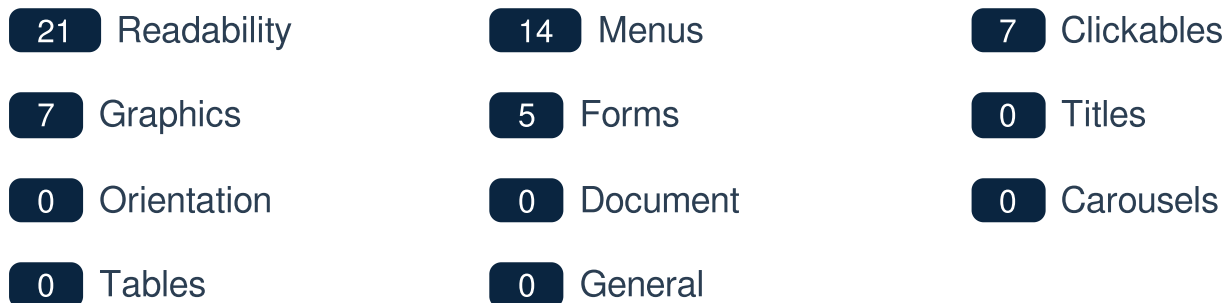 21 Readability 14 Menus 7 Clickables
7 Graphics 5 Forms 0 Titles
0 Orientation 0 Document 0 Carousels
0 Tables 0 General